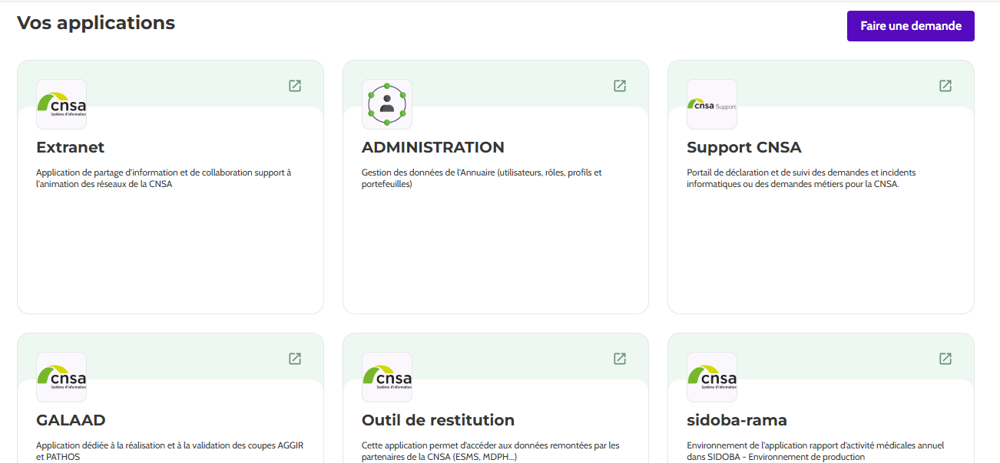 Vos applications
Faire une demande
cnsa
Système d'information
cnsa Support
Extranet
ADMINISTRATION
Support CNSA
Application de partage d'information et de collaboration support à
l'animation des réseaux de la CNSA
Gestion des données de l'Annuaire (utilisateurs, rôles, profils et
portefeuilles)
Portail de déclaration et de suivi des demandes et incidents
informatiques ou des demandes métiers pour la CNSA.
cnsa
Système d'information
cnsa
Système d'information
cnsa
Système d'information
GALAAD
Outil de restitution
sidoba-rama
Application dédiée à la réalisation et à la validation des coupes AGGIR
et PATHOS
Cette application permet d'accéder aux données remontées par les
partenaires de la CNSA (ESMS, MDPH...)
Environnement de l'application rapport d'activité médicales annuel
dans SIDOBA - Environnement de production